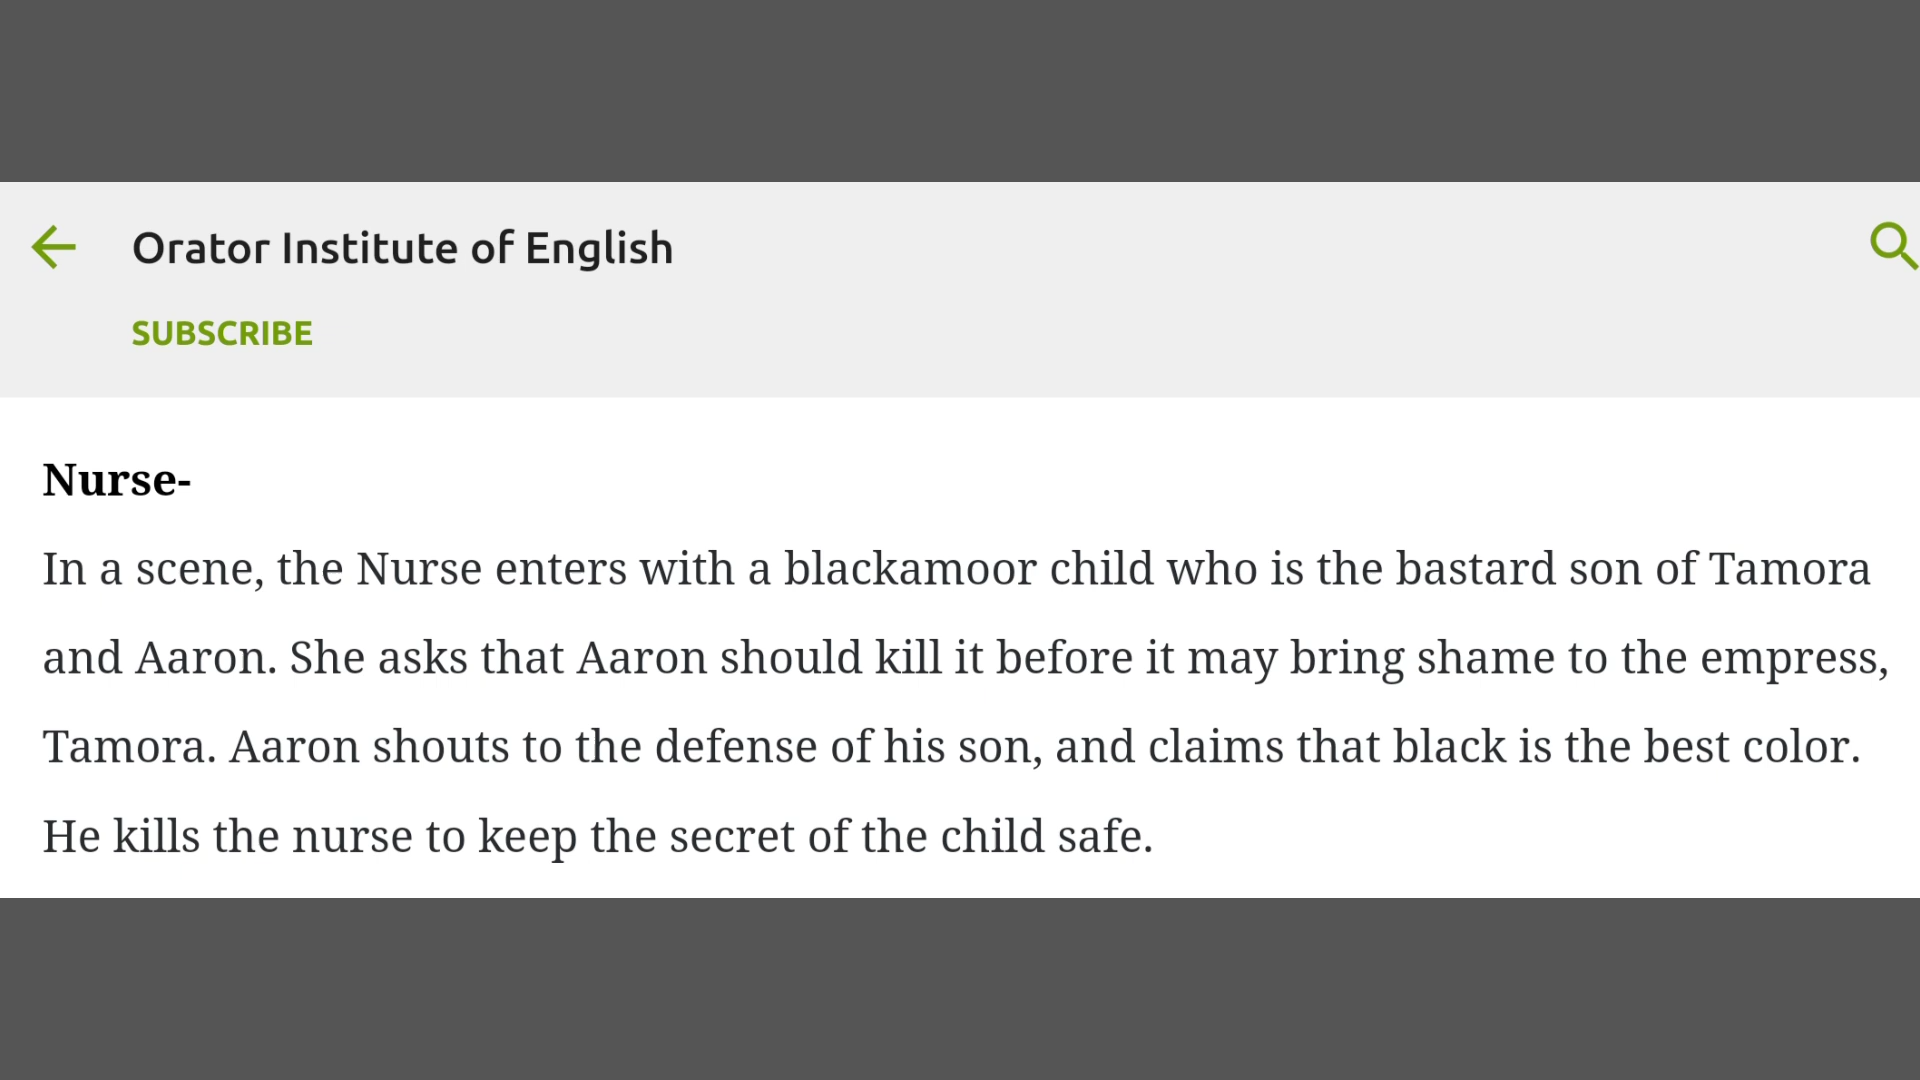 Orator Institute of English
SUBSCRIBE
Nurse-
In a scene, the Nurse enters with a blackamoor child who is the bastard son of Tamora
and Aaron. She asks that Aaron should kill it before it may bring shame to the empress,
Tamora. Aaron shouts to the defense of his son, and claims that black is the best color.
He kills the nurse to keep the secret of the child safe.